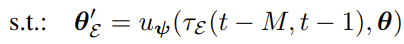 s.t.: 𝜽′_ℰ = u_𝝍(τ_ℰ(t − M, t − 1), 𝜽)